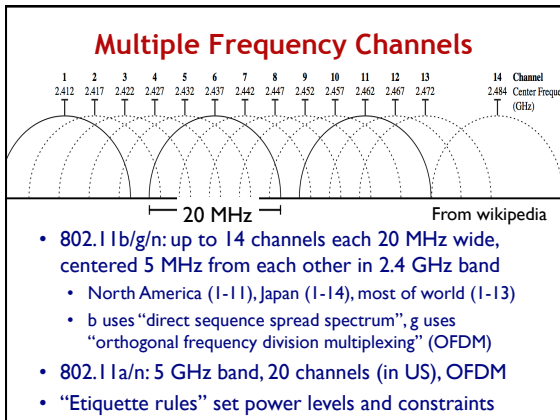 Multiple Frequency Channels
1 2 3 4 5 6 7 8 9 10 11 12 13 14 Channel
2.412 2.417 2.422 2.427 2.432 2.437 2.442 2.447 2.452 2.457 2.462 2.467 2.472 2.484 Center Freque
(GHz)
20 MHz
From wikipedia
• 802.11b/g/n: up to 14 channels each 20 MHz wide,
centered 5 MHz from each other in 2.4 GHz band
• North America (1-11), Japan (1-14), most of world (1-13)
• b uses “direct sequence spread spectrum”, g uses
“orthogonal frequency division multiplexing” (OFDM)
• 802.11a/n: 5 GHz band, 20 channels (in US), OFDM
• “Etiquette rules” set power levels and constraints